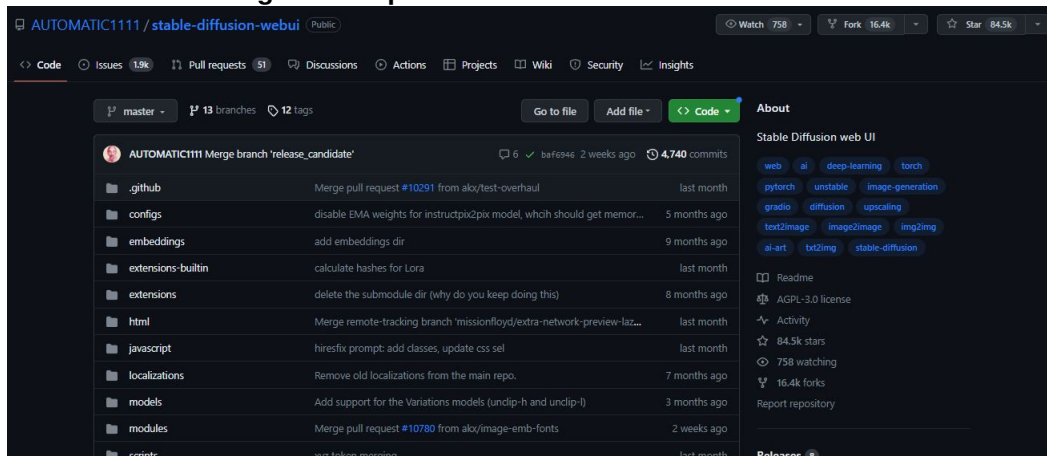 AUTOMATIC1111 / stable-diffusion-webui Public
Watch 758
Fork 16.4k
Star 84.5k
Code
Issues 1.9k
Pull requests 51
Discussions
Actions
Projects
Wiki
Security
Insights
master
13 branches
12 tags
Go to file
Add file
Code
AUTOMATIC1111 Merge branch 'release_candidate'
6
baf6946 2 weeks ago
4,740 commits
.github Merge pull request #10291 from akx/test-overhaul last month
configs disable EMA weights for instructpix2pix model, whcih should get memor... 5 months ago
embeddings add embeddings dir 9 months ago
extensions-builtin calculate hashes for Lora last month
extensions delete the submodule dir (why do you keep doing this) 8 months ago
html Merge remote-tracking branch 'missionfloyd/extra-network-preview-laz... last month
javascript hiresfix prompt: add classes, update css sel last month
localizations Remove old localizations from the main repo. 7 months ago
models Add support for the Variations models (unclip-h and unclip-l) 3 months ago
modules Merge pull request #10780 from akx/image-emb-fonts 2 weeks ago
scripts xyz token merging last month
About
Stable Diffusion web UI
web ai deep-learning torch
pytorch unstable image-generation
gradio diffusion upscaling
text2image image2image img2img
ai-art txt2img stable-diffusion
Readme
AGPL-3.0 license
Activity
84.5k stars
758 watching
16.4k forks
Report repository
Releases 8